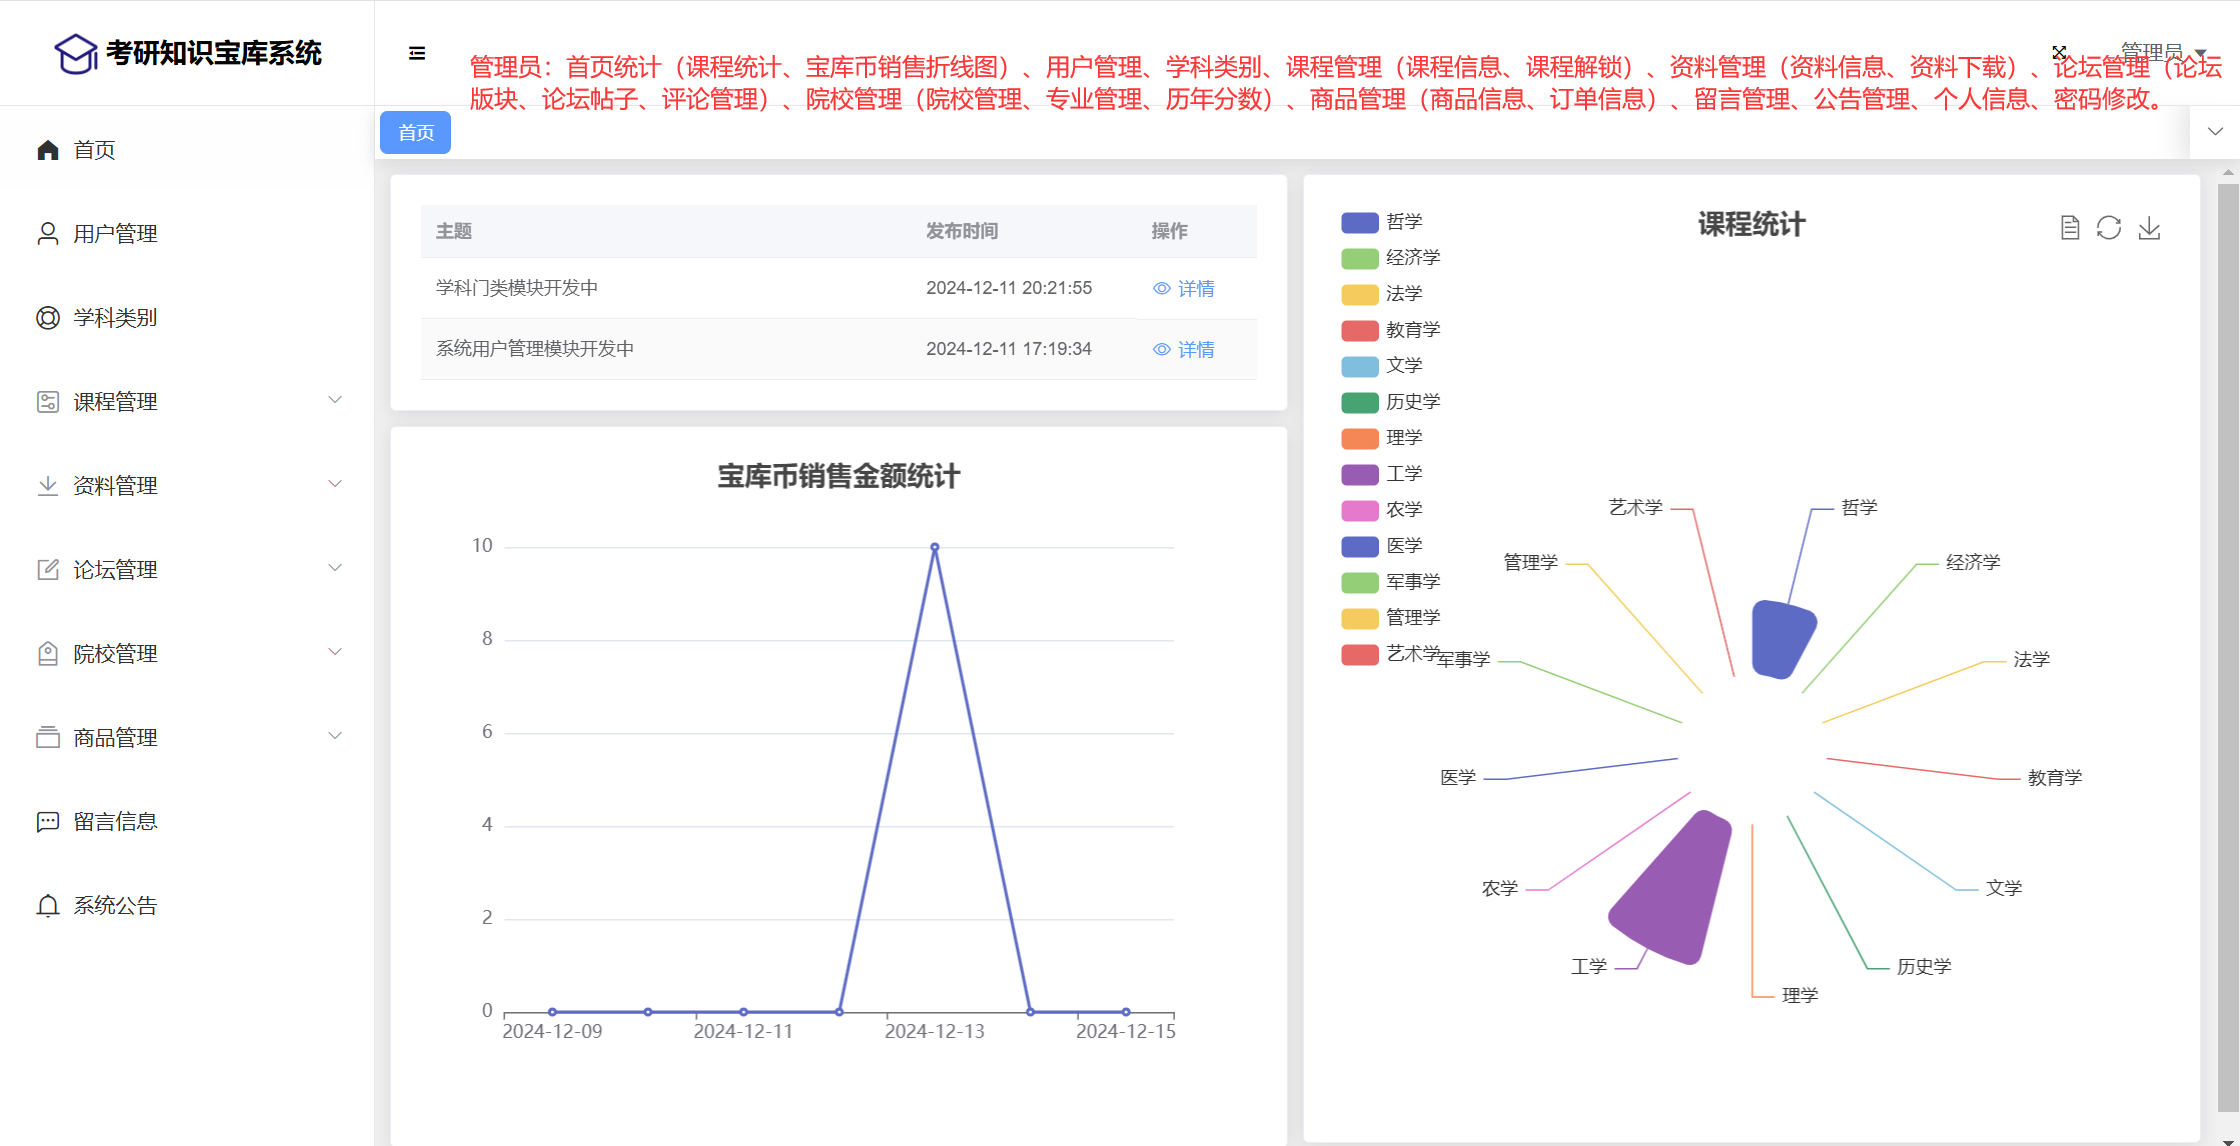 考研知识宝库系统
管理员
管理员：首页统计（课程统计、宝库币销售折线图）、用户管理、学科类别、课程管理（课程信息、课程解锁）、资料管理（资料信息、资料下载）、论坛管理（论坛
版块、论坛帖子、评论管理）、院校管理（院校管理、专业管理、历年分数）、商品管理（商品信息、订单信息）、留言管理、公告管理、个人信息、密码修改。
首页
首页
用户管理
学科类别
课程管理
资料管理
论坛管理
院校管理
商品管理
留言信息
系统公告
主题 发布时间 操作
学科门类模块开发中 2024-12-11 20:21:55 详情
系统用户管理模块开发中 2024-12-11 17:19:34 详情
宝库币销售金额统计
10
8
6
4
2
0
2024-12-09 2024-12-11 2024-12-13 2024-12-15
课程统计
哲学
经济学
法学
教育学
文学
历史学
理学
工学
农学
医学
军事学
管理学
艺术学
艺术学 哲学
管理学 经济学
军事学 法学
医学 教育学
农学 文学
工学 历史学
理学